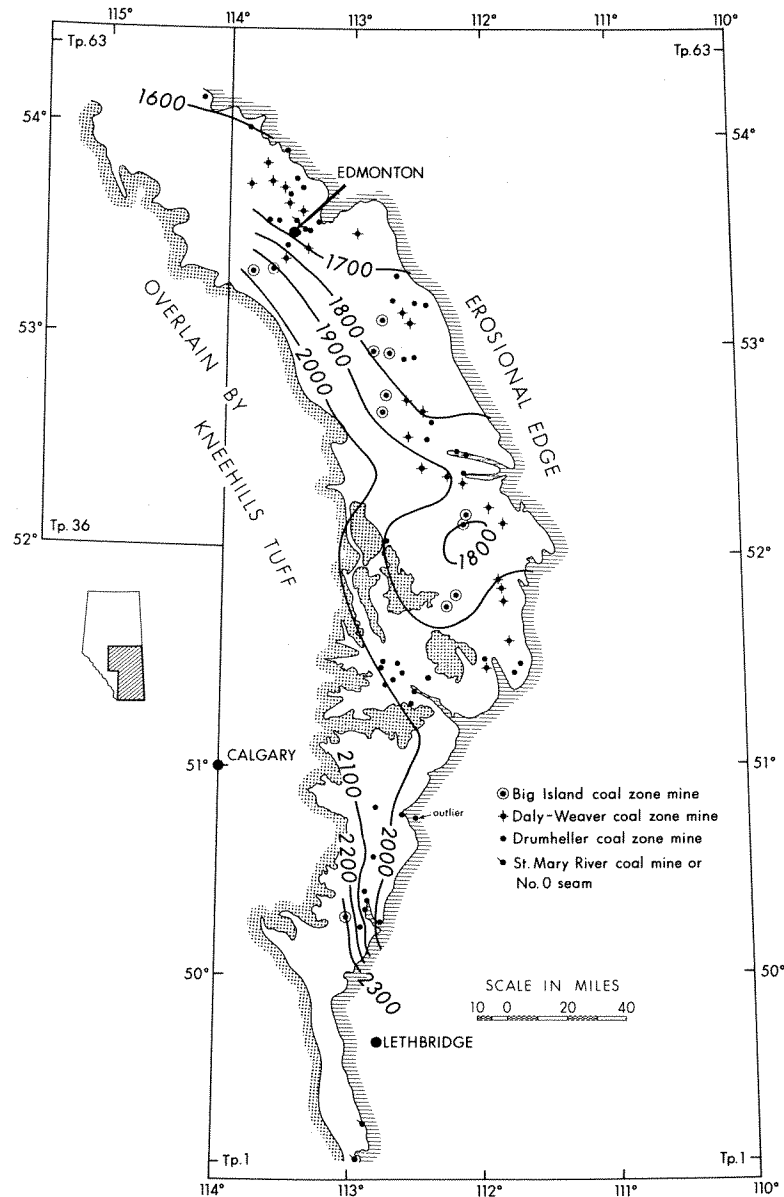 115° 114° 112° 111° 110°
Tp.63 Tp.63
1600
54° 54°
EDMONTON
1700
1800
1900
2000
53° 53°
OVERLAIN BY
KNEEHILLS TUFF
EROSIONAL EDGE
Tp.36
52° 52°
1800
51° 51°
CALGARY
2100
2200
2000
outlier
Big Island coal zone mine
Daly-Weaver coal zone mine
Drumheller coal zone mine
St. Mary River coal mine or
No.0 seam
50° 50°
2300
SCALE IN MILES
10 0 20 40
LETHBRIDGE
Tp.1 Tp.1
114° 113° 112° 111° 110°